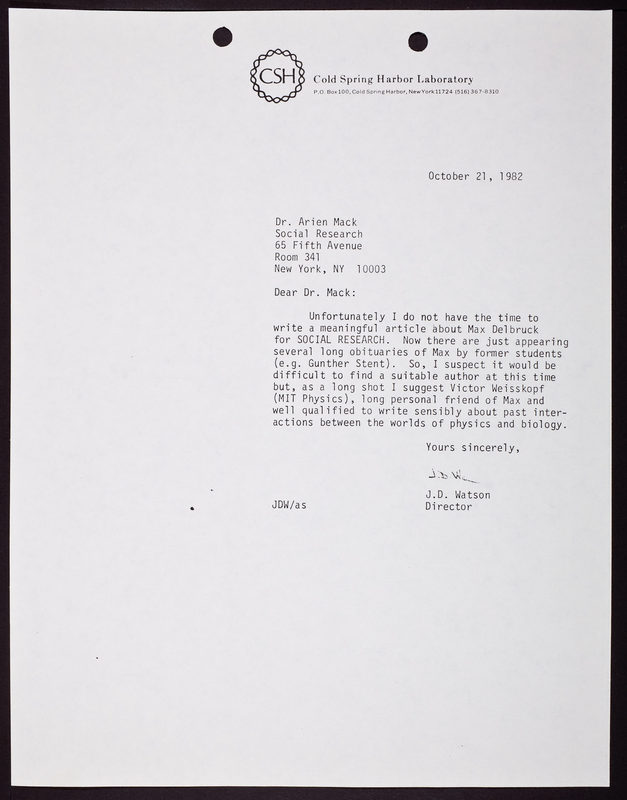 CSH
Cold Spring Harbor Laboratory
P.O. Box 100, Cold Spring Harbor, New York 11724 (516) 367-8310
October 21, 1982
Dr. Arien Mack
Social Research
65 Fifth Avenue
Room 341
New York, NY 10003
Dear Dr. Mack:
Unfortunately I do not have the time to
write a meaningful article about Max Delbruck
for SOCIAL RESEARCH. Now there are just appearing
several long obituaries of Max by former students
(e.g. Gunther Stent). So, I suspect it would be
difficult to find a suitable author at this time
but, as a long shot I suggest Victor Weisskopf
(MIT Physics), long personal friend of Max and
well qualified to write sensibly about past inter-
actions between the worlds of physics and biology.
Yours sincerely,
J.D. Watson
JDW/as
Director